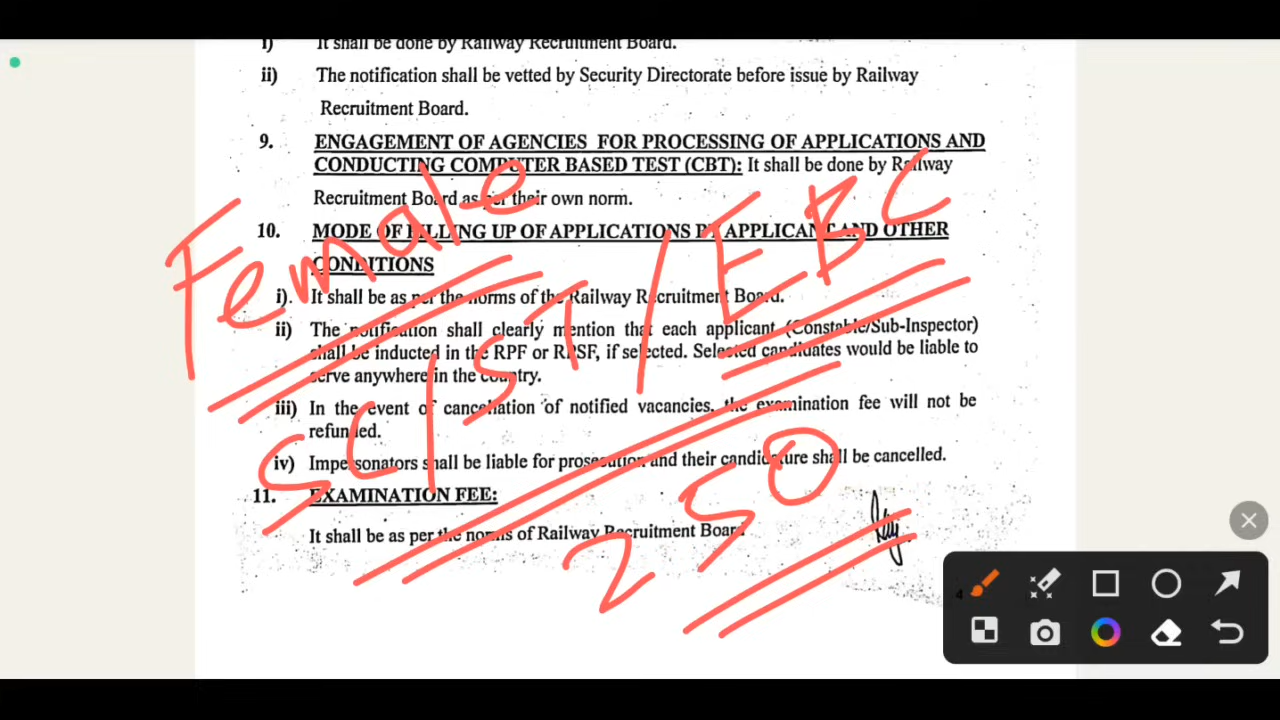 i) It shall be done by Railway Recruitment Board.
ii) The notification shall be vetted by Security Directorate before issue by Railway
Recruitment Board.
9. ENGAGEMENT OF AGENCIES FOR PROCESSING OF APPLICATIONS AND
CONDUCTING COMPUTER BASED TEST (CBT): It shall be done by Railway
Recruitment Board as per their own norm.
10. MODE OF FILLING UP OF APPLICATIONS BY APPLICANT AND OTHER
CONDITIONS
i). It shall be as per the norms of the Railway Recruitment Board.
ii) The notification shall clearly mention that each applicant (Constable/Sub-Inspector)
shall be inducted in the RPF or RPSF, if selected. Selected candidates would be liable to
serve anywhere in the country.
iii) In the event of cancellation of notified vacancies, the examination fee will not be
refunded.
iv) Impersonators shall be liable for prosecution and their candidature shall be cancelled.
11. EXAMINATION FEE:
It shall be as per the norms of Railway Recruitment Board
4
Female
SC/ST/EBC
250